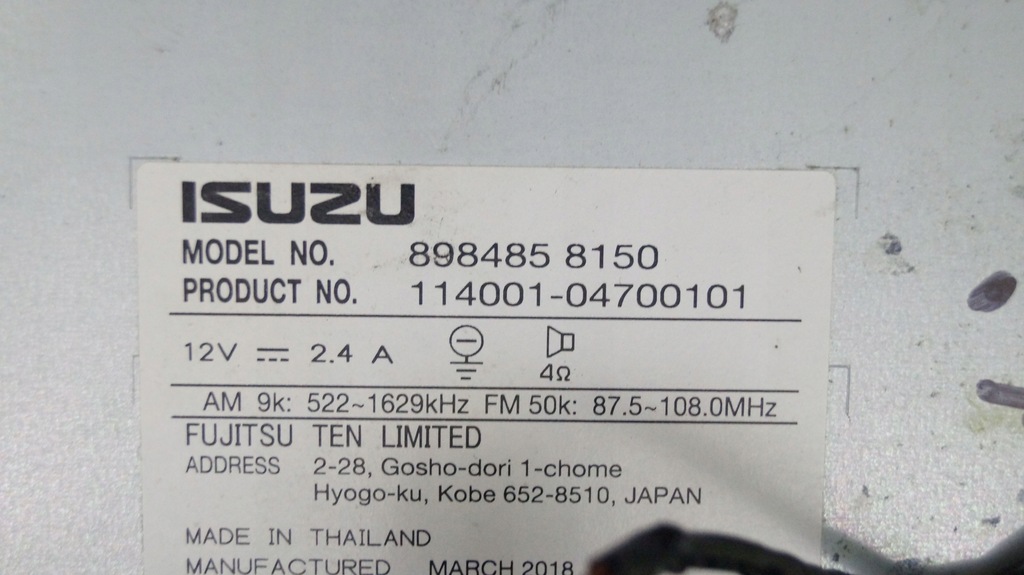 ISUZU
MODEL NO. 898485 8150
PRODUCT NO. 114001-04700101
12V 2.4 A 4Ω
AM 9k: 522~1629kHz FM 50k: 87.5~108.0MHz
FUJITSU TEN LIMITED
ADDRESS 2-28, Gosho-dori 1-chome
Hyogo-ku, Kobe 652-8510, JAPAN
MADE IN THAILAND
MANUFACTURED MARCH 2018